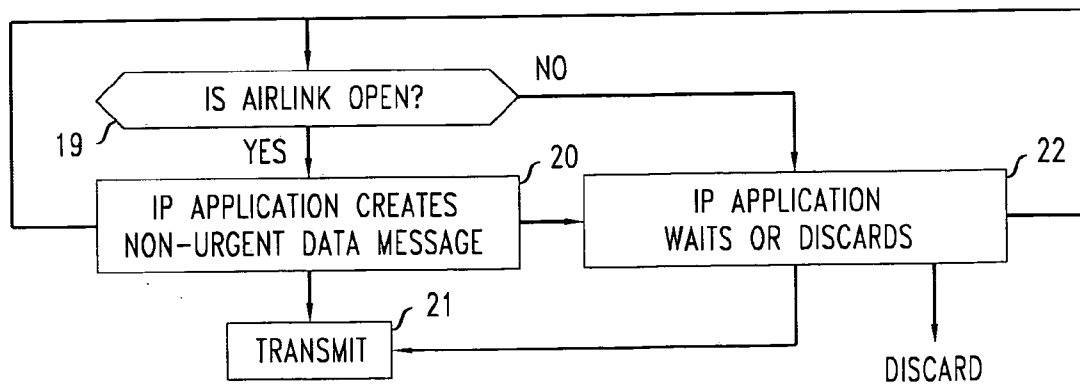 IS AIRLINK OPEN?
NO
19
YES
20
22
IP APPLICATION CREATES
NON-URGENT DATA MESSAGE
IP APPLICATION
WAITS OR DISCARDS
21
TRANSMIT
DISCARD